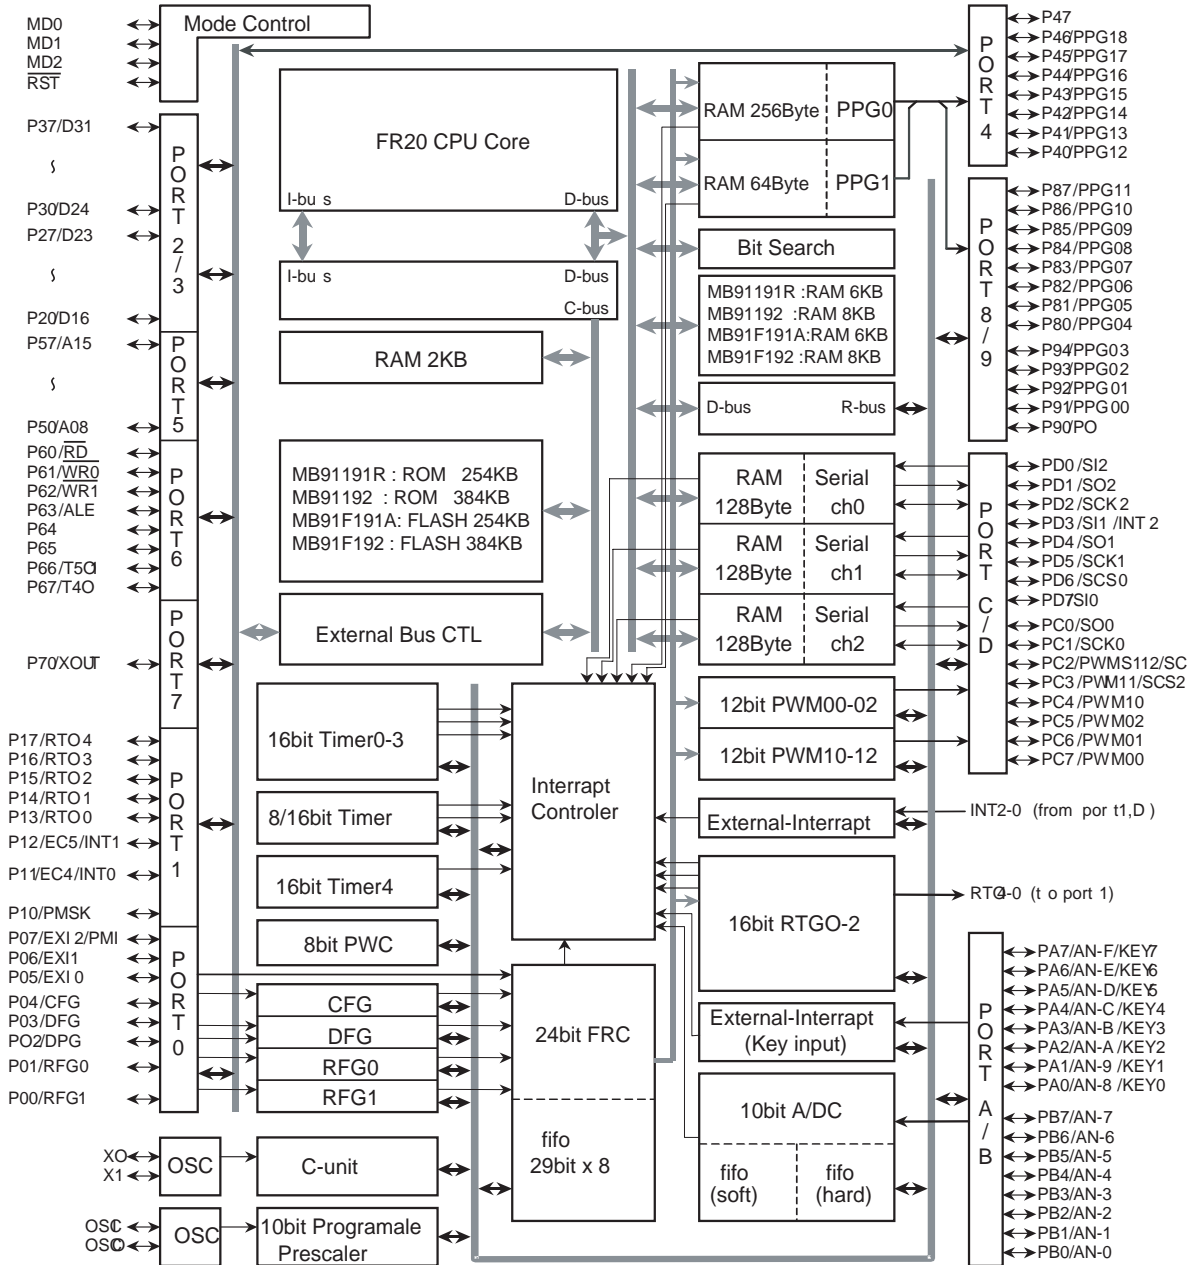 MD0
MD1
MD2
RST
Mode Control
P37/D31
P30/D24
P27/D23
P20/D16
PORT 2/3
P57/A15
P50/A08
PORT5
P60/RD
P61/WR0
P62/WR1
P63/ALE
P64
P65
P66/T5O
P67/T4O
PORT6
P70/XOUT
PORT7
P17/RTO4
P16/RTO3
P15/RTO2
P14/RTO1
P13/RTO0
P12/EC5/INT1
P11/EC4/INT0
P10/PMSK
PORT 1
P07/EXI2/PMI
P06/EXI1
P05/EXI0
P04/CFG
P03/DFG
PO2/DPG
P01/RFG0
P00/RFG1
PORT 0
XO
X1
OSC
OSCI
OSCO
OSC
FR20 CPU Core
I-bus
D-bus
I-bus
D-bus
C-bus
RAM 2KB
MB91191R : ROM 254KB
MB91192 : ROM 384KB
MB91F191A: FLASH 254KB
MB91F192 : FLASH 384KB
External Bus CTL
16bit Timer0-3
8/16bit Timer
16bit Timer4
8bit PWC
CFG
DFG
RFG0
RFG1
C-unit
10bit Programale
Prescaler
Interrapt
Controler
24bit FRC
fifo
29bit x 8
RAM 256Byte
PPG0
RAM 64Byte
PPG1
Bit Search
MB91191R :RAM 6KB
MB91192 :RAM 8KB
MB91F191A:RAM 6KB
MB91F192 :RAM 8KB
D-bus
R-bus
RAM
128Byte
Serial
ch0
RAM
128Byte
Serial
ch1
RAM
128Byte
Serial
ch2
12bit PWM00-02
12bit PWM10-12
External-Interrapt
16bit RTGO-2
External-Interrapt
(Key input)
10bit A/DC
fifo
(soft)
fifo
(hard)
PORT 4
P47
P46/PPG18
P45/PPG17
P44/PPG16
P43/PPG15
P42/PPG14
P41/PPG13
P40/PPG12
PORT 8/9
P87/PPG11
P86/PPG10
P85/PPG09
P84/PPG08
P83/PPG07
P82/PPG06
P81/PPG05
P80/PPG04
P94/PPG03
P93/PPG02
P92/PPG01
P91/PPG00
P90/PO
PORT C/D
PD0/SI2
PD1/SO2
PD2/SCK2
PD3/SI1/INT2
PD4/SO1
PD5/SCK1
PD6/SCS0
PD7SI0
PC0/SO0
PC1/SCK0
PC2/PWMS112/SC
PC3/PWM11/SCS2
PC4/PWM10
PC5/PWM02
PC6/PWM01
PC7/PWM00
INT2-0 (from port1,D)
RTO4-0 (to port 1)
PORT A/B
PA7/AN-F/KEY7
PA6/AN-E/KEY6
PA5/AN-D/KEY5
PA4/AN-C/KEY4
PA3/AN-B/KEY3
PA2/AN-A/KEY2
PA1/AN-9/KEY1
PA0/AN-8/KEY0
PB7/AN-7
PB6/AN-6
PB5/AN-5
PB4/AN-4
PB3/AN-3
PB2/AN-2
PB1/AN-1
PB0/AN-0